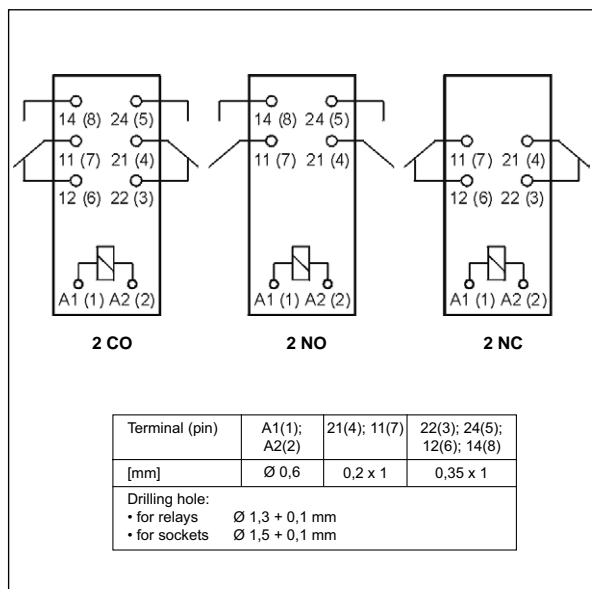 14 (8) 24 (5)
11 (7) 21 (4)
12 (6) 22 (3)
A1 (1) A2 (2)
2 CO
14 (8) 24 (5)
11 (7) 21 (4)
A1 (1) A2 (2)
2 NO
11 (7) 21 (4)
12 (6) 22 (3)
A1 (1) A2 (2)
2 NC
Terminal (pin) A1(1); 21(4); 11(7) 22(3); 24(5);
A2(2) 12(6); 14(8)
[mm] Ø 0,6 0,2 x 1 0,35 x 1
Drilling hole:
• for relays Ø 1,3 + 0,1 mm
• for sockets Ø 1,5 + 0,1 mm